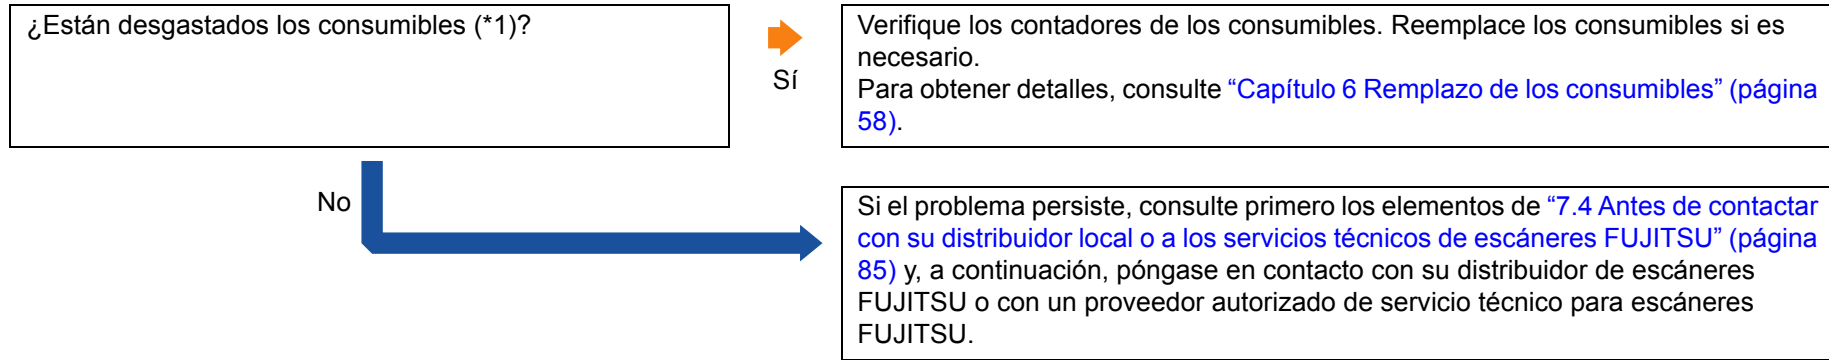 ¿Están desgastados los consumibles (*1)?
Sí
Verifique los contadores de los consumibles. Reemplace los consumibles si es
necesario.
Para obtener detalles, consulte “Capítulo 6 Remplazo de los consumibles” (página
58).
No
Si el problema persiste, consulte primero los elementos de “7.4 Antes de contactar
con su distribuidor local o a los servicios técnicos de escáneres FUJITSU” (página
85) y, a continuación, póngase en contacto con su distribuidor de escáneres
FUJITSU o con un proveedor autorizado de servicio técnico para escáneres
FUJITSU.